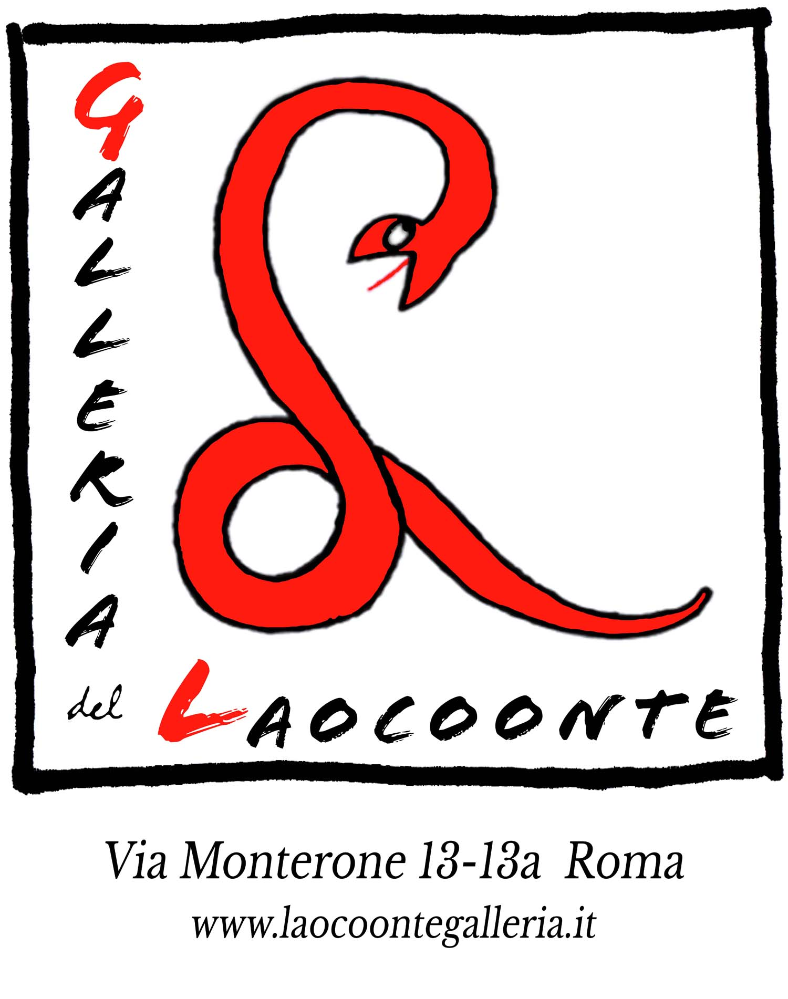 GALLERIA
del LAOCOONTE
Via Monterone 13-13a Roma
www.laocoontegalleria.it